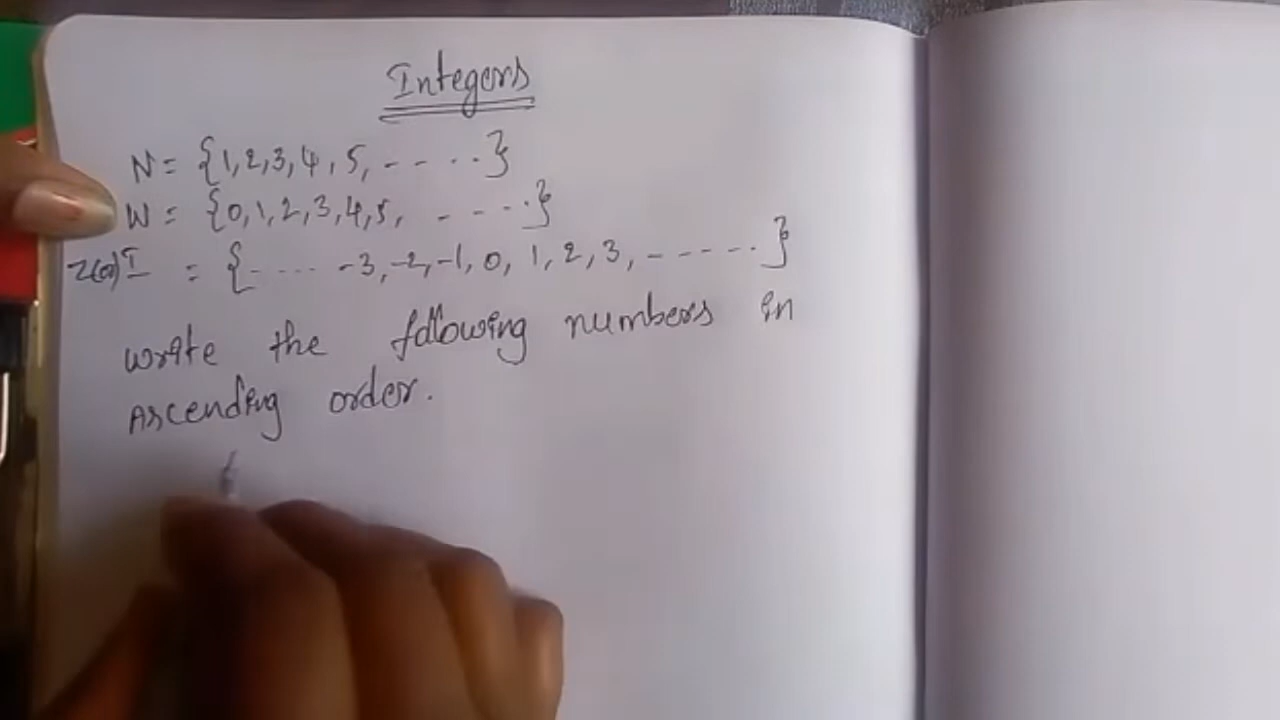 Integers
N = {1, 2, 3, 4, 5, - - - - .}
W = {0, 1, 2, 3, 4, 5, - - - - .}
Z(or) I = {- - - - - -3, -2, -1, 0, 1, 2, 3, - - - - - .}
write the following numbers in
Ascending order.